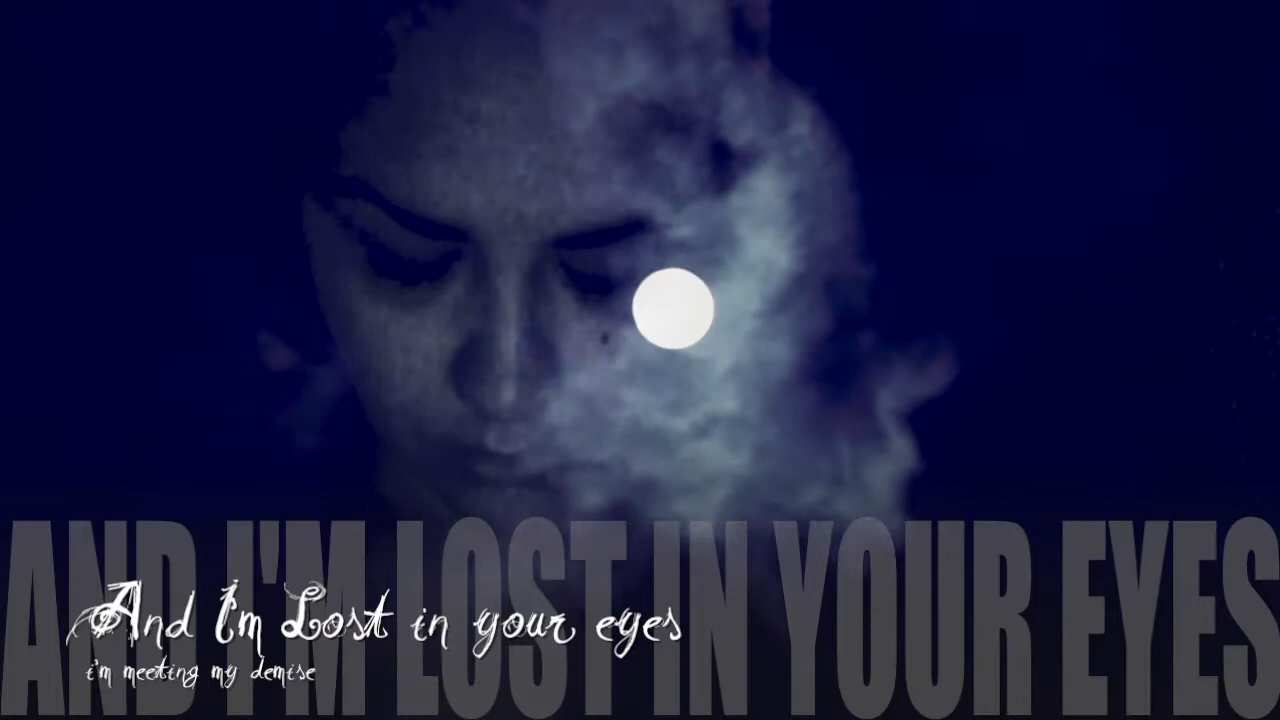 AND I'M LOST IN YOUR EYES
And I'm Lost in your eyes
i'm meeting my demise